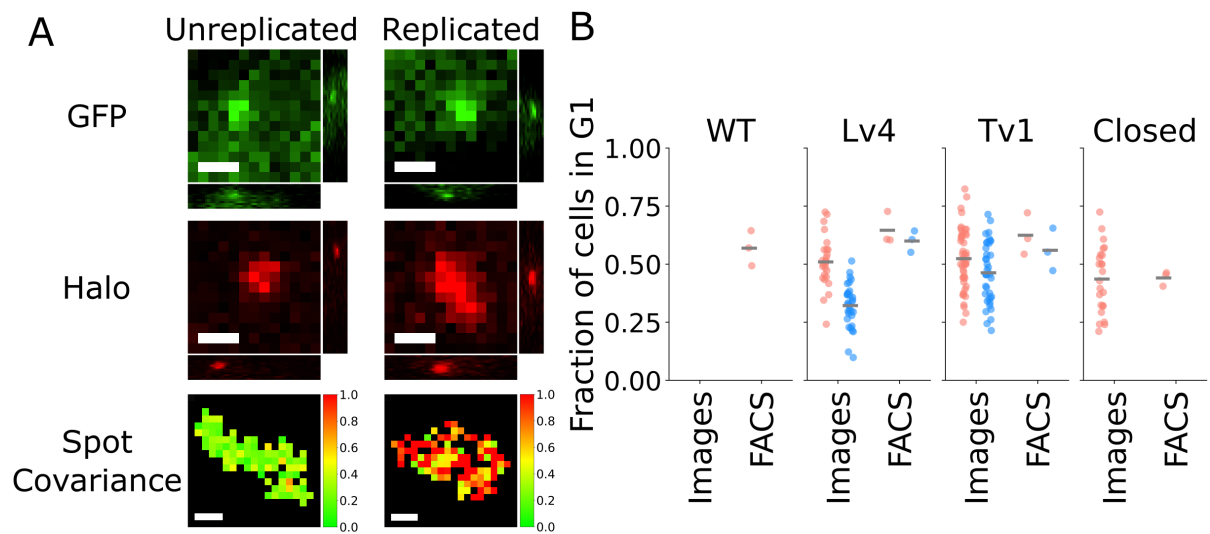 A
Unreplicated
Replicated
GFP
Halo
Spot
Covariance
1.0
0.8
0.6
0.4
0.2
0.0
1.0
0.8
0.6
0.4
0.2
0.0
B
Fraction of cells in G1
1.00
0.75
0.50
0.25
0.00
WT
Lv4
Tv1
Closed
Images
FACS
Images
FACS
Images
FACS
Images
FACS